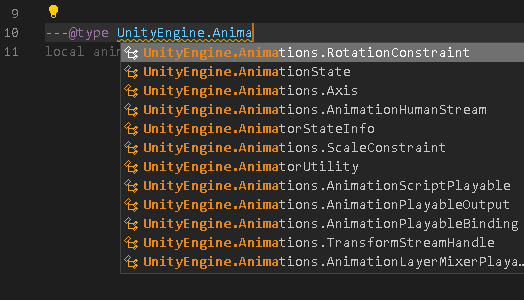 9
10 ---@type UnityEngine.Anima
11 local ani
UnityEngine.Animations.RotationConstraint
UnityEngine.AnimationState
UnityEngine.Animations.Axis
UnityEngine.Animations.AnimationHumanStream
UnityEngine.AnimatorStateInfo
UnityEngine.Animations.ScaleConstraint
UnityEngine.AnimatorUtility
UnityEngine.Animations.AnimationScriptPlayable
UnityEngine.Animations.AnimationPlayableOutput
UnityEngine.Animations.AnimationPlayableBinding
UnityEngine.Animations.TransformStreamHandle
UnityEngine.Animations.AnimationLayerMixerPlaya…